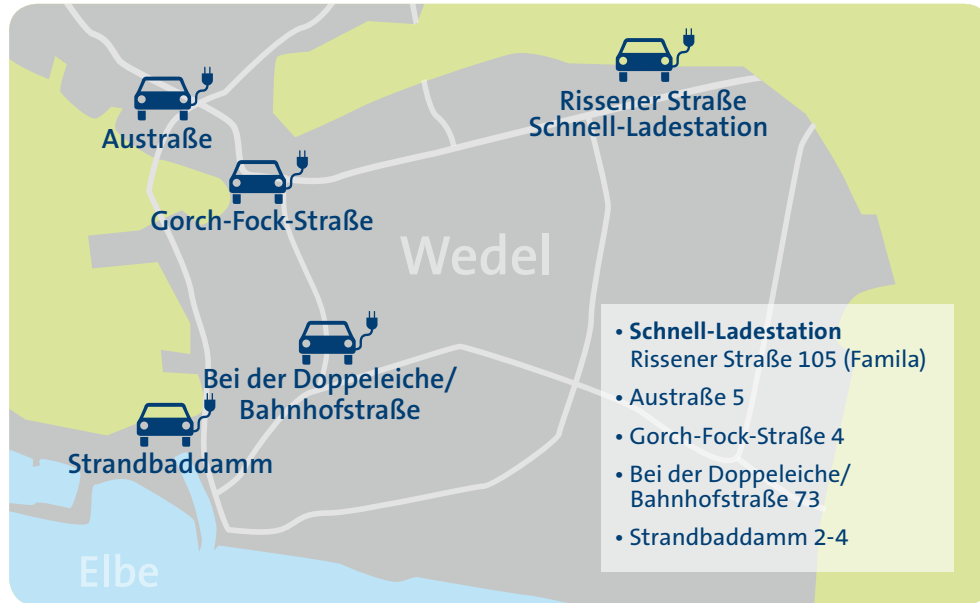 Rissener Straße
Schnell-Ladestation
Austraße
Gorch-Fock-Straße
Wedel
Bei der Doppeleiche/
Bahnhofstraße
Strandbaddamm
Elbe
• Schnell-Ladestation
Rissener Straße 105 (Famila)
• Austraße 5
• Gorch-Fock-Straße 4
• Bei der Doppeleiche/
Bahnhofstraße 73
• Strandbaddamm 2-4